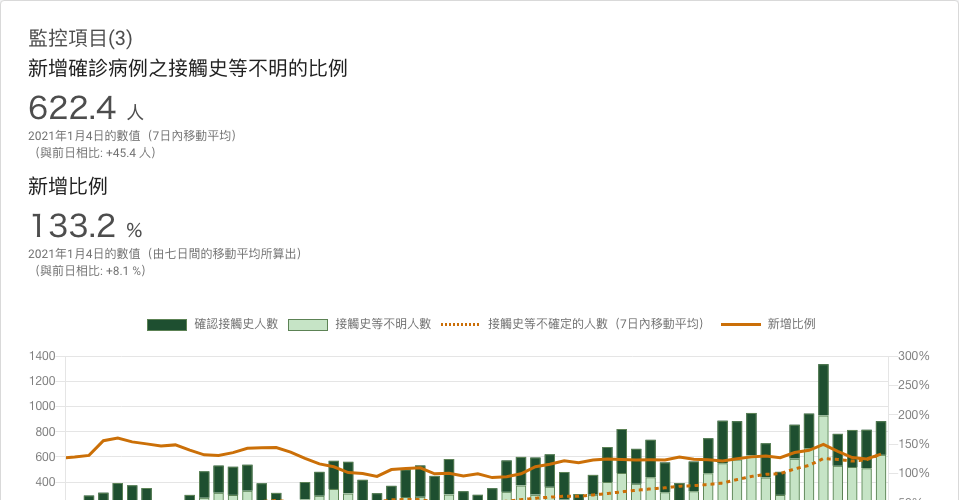 監控項目(3)
新增確診病例之接觸史等不明的比例
622.4 人
2021年1月4日的數值（7日內移動平均）
（與前日相比: +45.4 人）
新增比例
133.2 %
2021年1月4日的數值（由七日間的移動平均所算出）
（與前日相比: +8.1 %）
確認接觸史人數 接觸史等不明人數 接觸史等不確定的人數（7日內移動平均） 新增比例
1400 300%
1200 250%
1000 200%
800 150%
600 100%
400